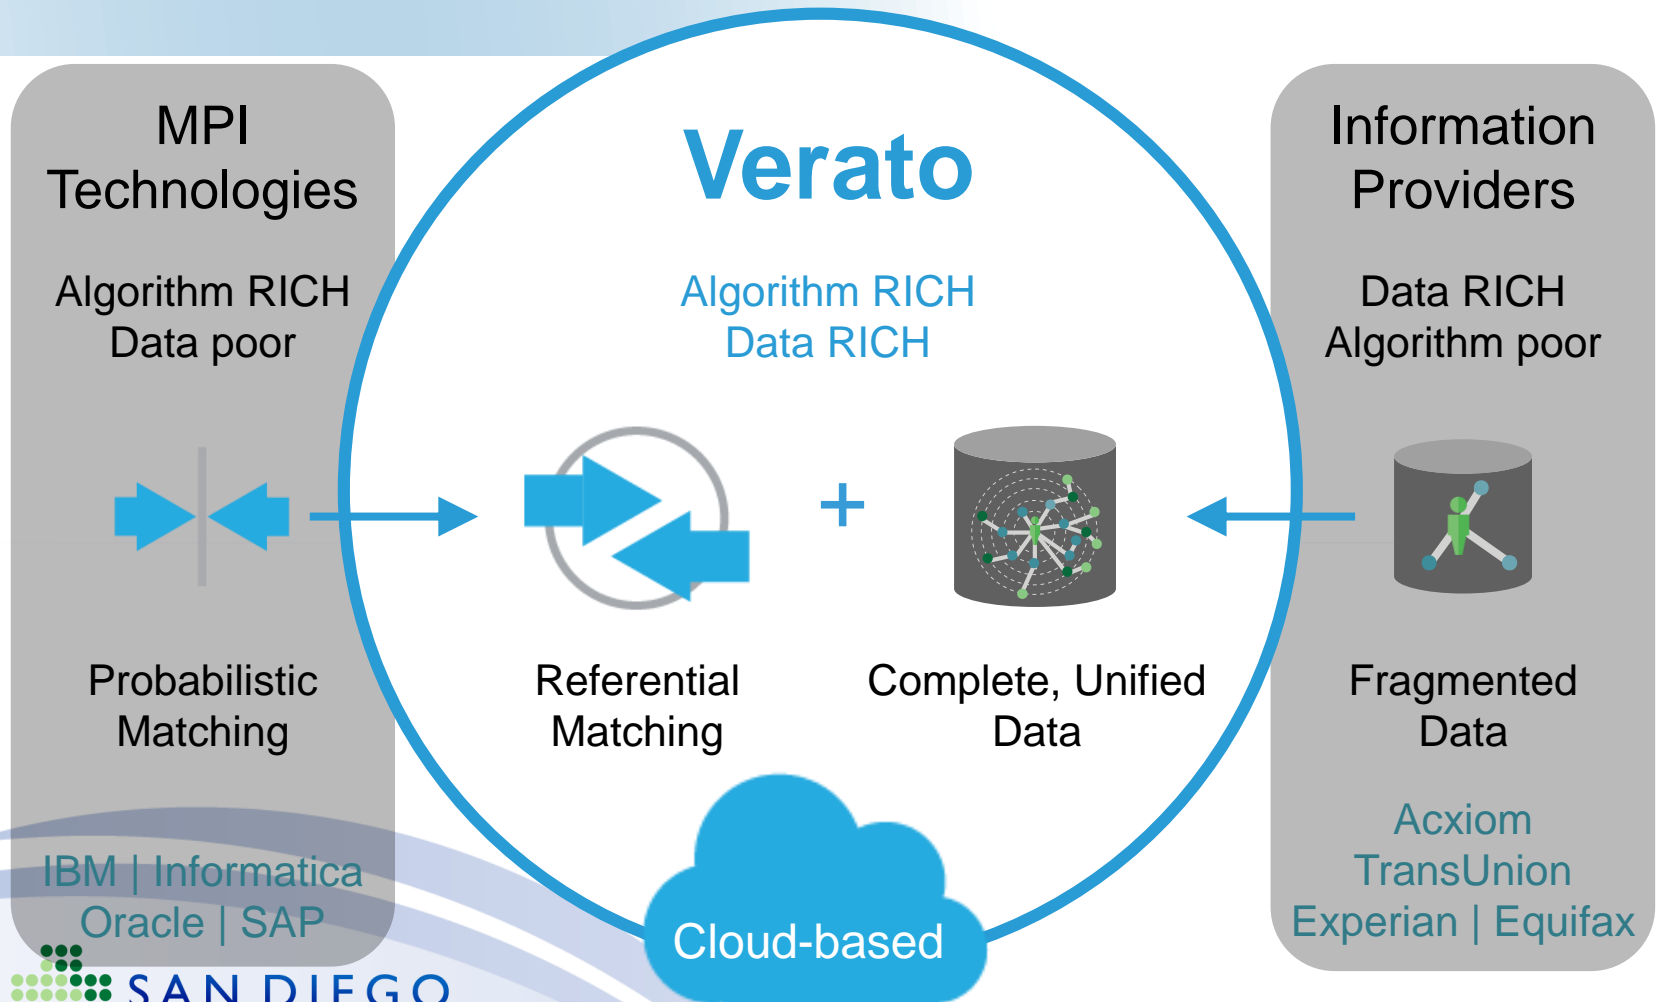 MPI
Technologies
Algorithm RICH
Data poor
Probabilistic
Matching
IBM | Informatica
Oracle | SAP
Verato
Algorithm RICH
Data RICH
+
Referential
Matching
Complete, Unified
Data
Cloud-based
Information
Providers
Data RICH
Algorithm poor
Fragmented
Data
Acxiom
TransUnion
Experian | Equifax
SAN DIEGO